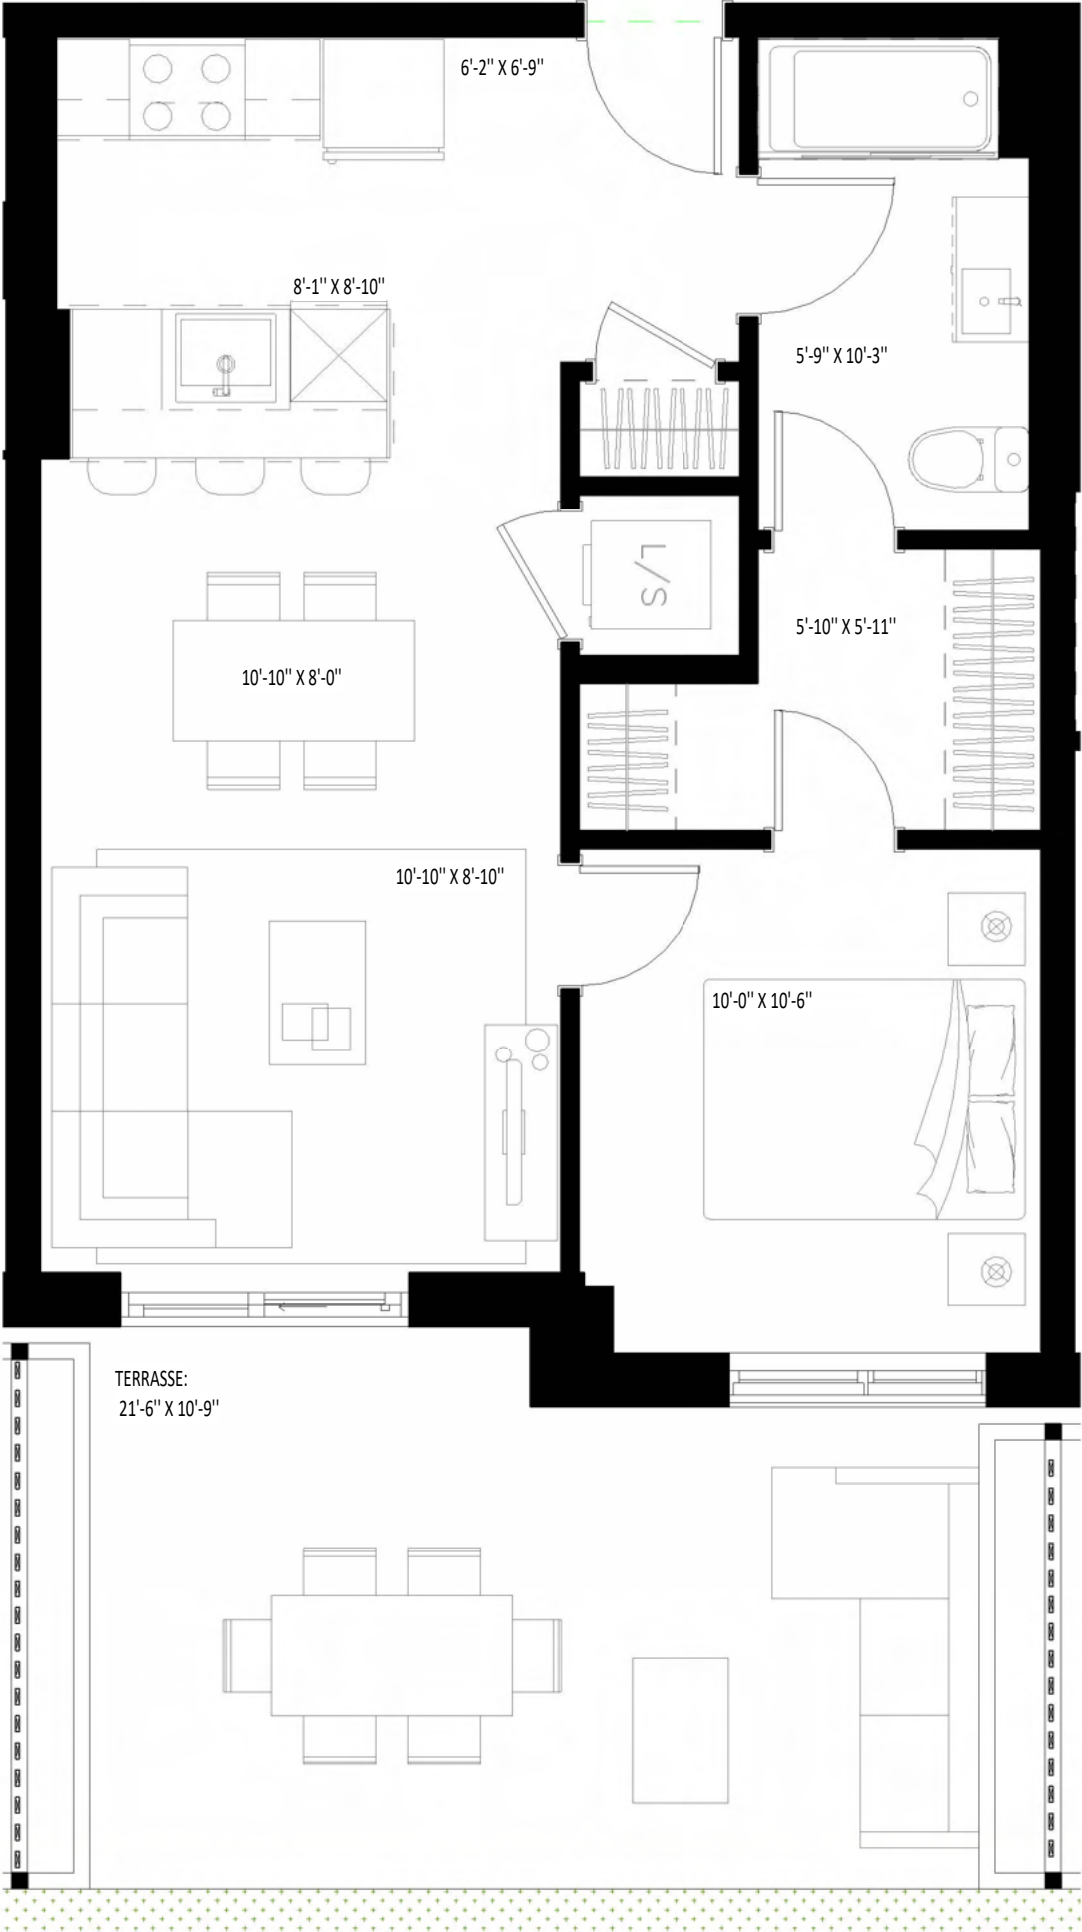 6'-2" X 6'-9"
8'-1" X 8'-10"
5'-9" X 10'-3"
L/S
5'-10" X 5'-11"
10'-10" X 8'-0"
10'-10" X 8'-10"
10'-0" X 10'-6"
TERRASSE:
21'-6" X 10'-9"